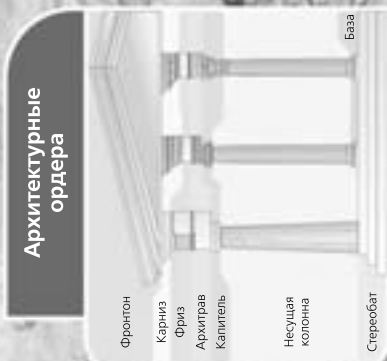 Архитектурные
ордера
Фронтон
Карниз
Фриз
Архитрав
Капитель
Несущая
колонна
База
Стереобат